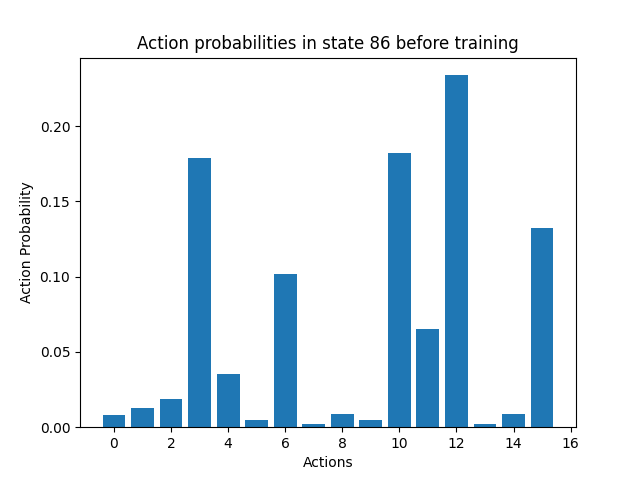 Action probabilities in state 86 before training
0.20
0.15
0.10
0.05
0.00
Action Probability
0 2 4 6 8 10 12 14 16
Actions